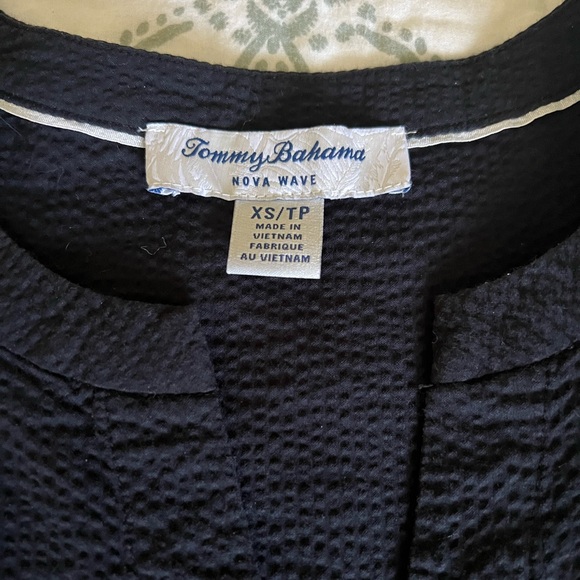 Tommy Bahama
NOVA WAVE
XS/TP
MADE IN
VIETNAM
FABRIQUE
AU VIETNAM